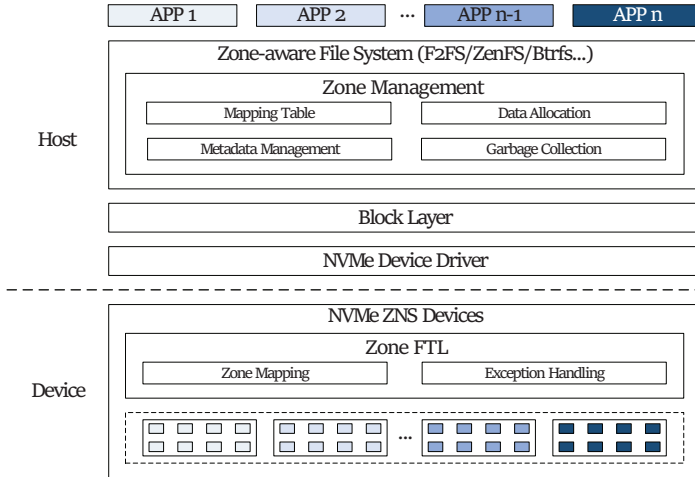 APP 1 APP 2 ... APP n-1 APP n
Zone-aware File System (F2FS/ZenFS/Btrfs...)
Zone Management
Mapping Table Data Allocation
Host
Metadata Management Garbage Collection
Block Layer
NVMe Device Driver
NVMe ZNS Devices
Zone FTL
Zone Mapping Exception Handling
Device
...